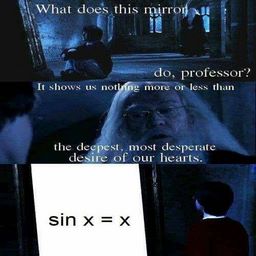 What does this mirror
do, professor?
It shows us nothing more or less than
the deepest, most desperate
desire of our hearts.
sin x = x